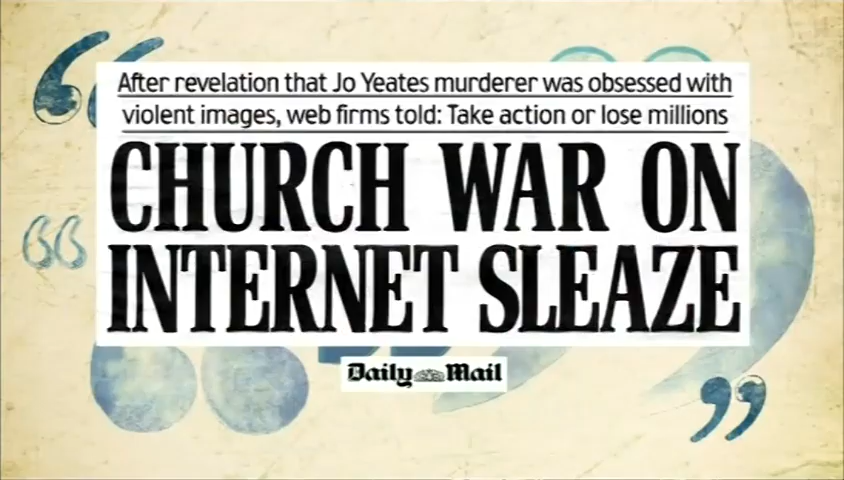 After revelation that Jo Yeates murderer was obsessed with
violent images, web firms told: Take action or lose millions
CHURCH WAR ON
INTERNET SLEAZE
Daily Mail